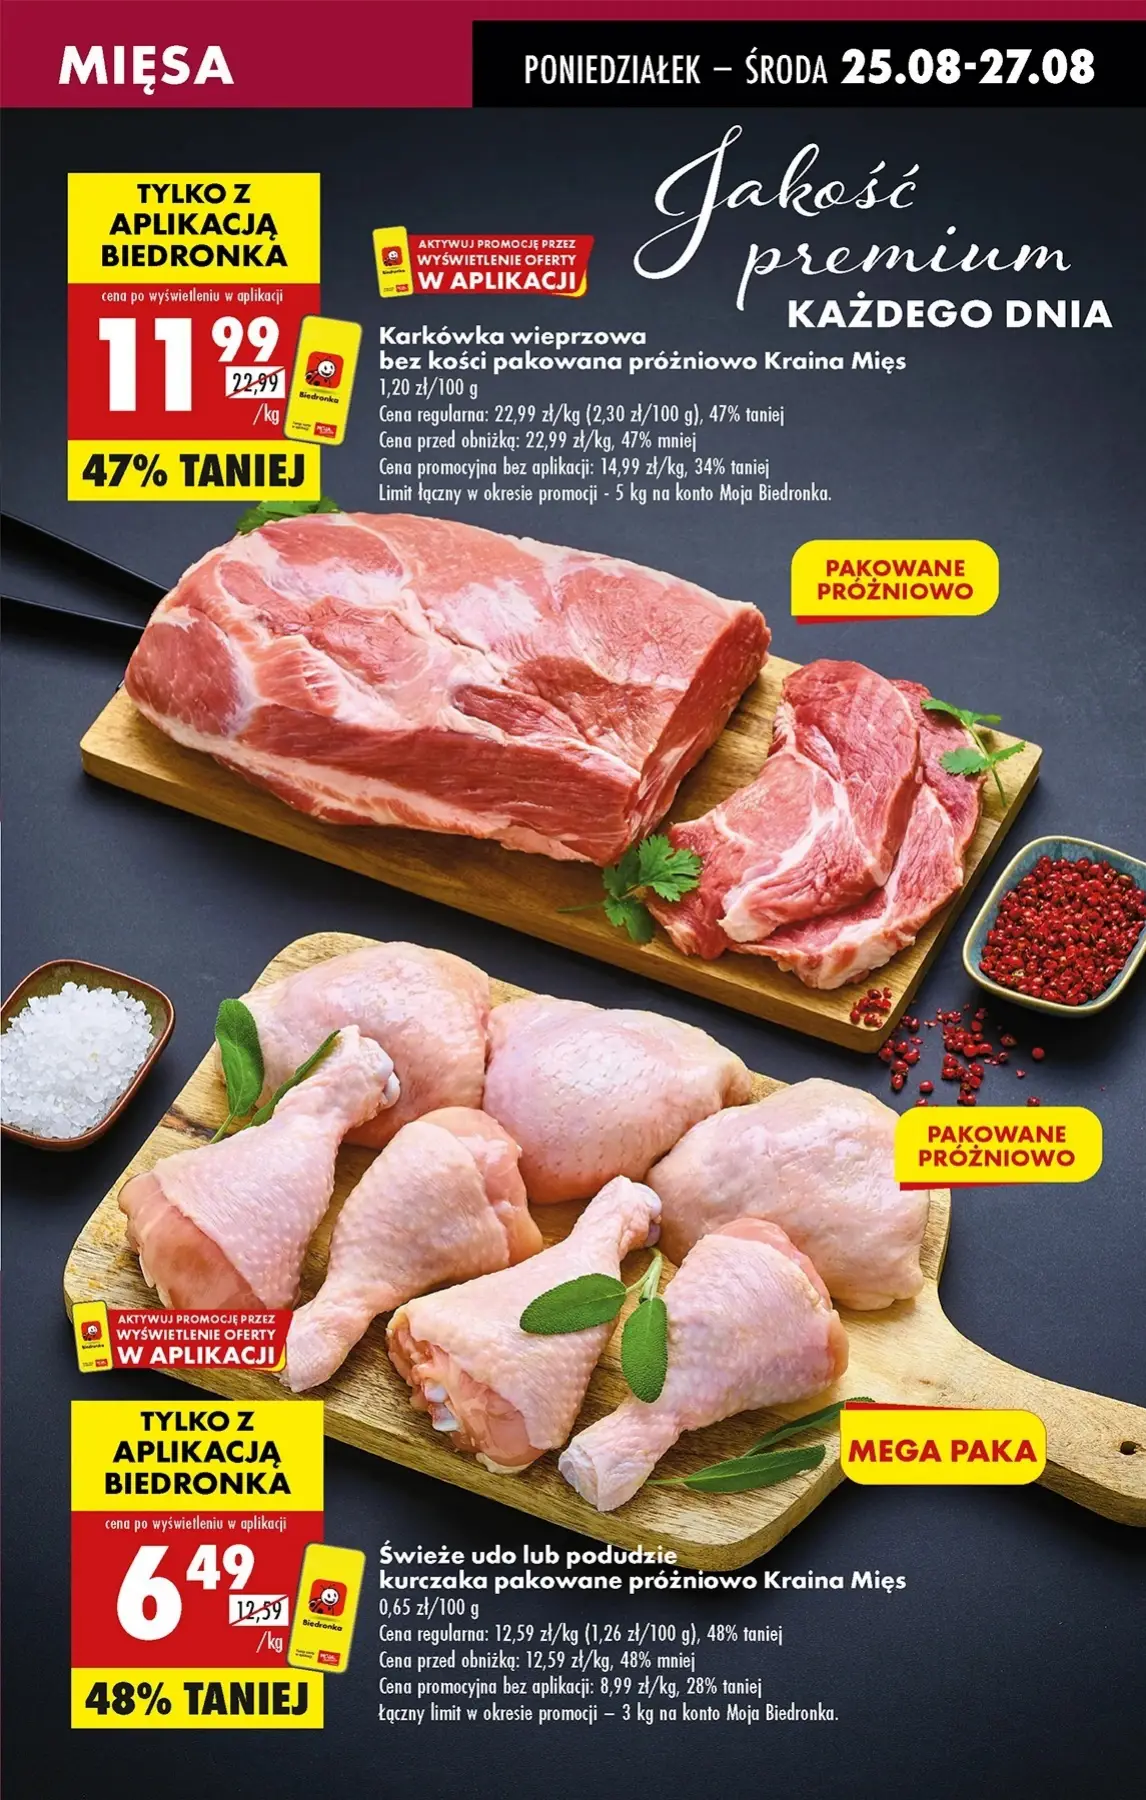 MIĘSA
PONIEDZIAŁEK – ŚRODA 25.08-27.08
Jakość
premium
KAŻDEGO DNIA
TYLKO Z
APLIKACJĄ
BIEDRONKA
cena po wyświetleniu w aplikacji
11 99
22,99
/kg
Biedronka
47% TANIEJ
AKTYWUJ PROMOCJĘ PRZEZ
WYŚWIETLENIE OFERTY
W APLIKACJI
Karkówka wieprzowa
bez kości pakowana próżniowo Kraina Mięs
1,20 zł/100 g
Cena regularna: 22,99 zł/kg (2,30 zł/100 g), 47% taniej
Cena przed obniżką: 22,99 zł/kg, 47% mniej
Cena promocyjna bez aplikacji: 14,99 zł/kg, 34% taniej
Limit łączny w okresie promocji - 5 kg na konto Moja Biedronka.
PAKOWANE
PRÓŻNIOWO
PAKOWANE
PRÓŻNIOWO
AKTYWUJ PROMOCJĘ PRZEZ
WYŚWIETLENIE OFERTY
W APLIKACJI
MEGA PAKA
TYLKO Z
APLIKACJĄ
BIEDRONKA
cena po wyświetleniu w aplikacji
6 49
12,59
/kg
Biedronka
48% TANIEJ
Świeże udo lub podudzie
kurczaka pakowane próżniowo Kraina Mięs
0,65 zł/100 g
Cena regularna: 12,59 zł/kg (1,26 zł/100 g), 48% taniej
Cena przed obniżką: 12,59 zł/kg, 48% mniej
Cena promocyjna bez aplikacji: 8,99 zł/kg, 28% taniej
Łączny limit w okresie promocji – 3 kg na konto Moja Biedronka.